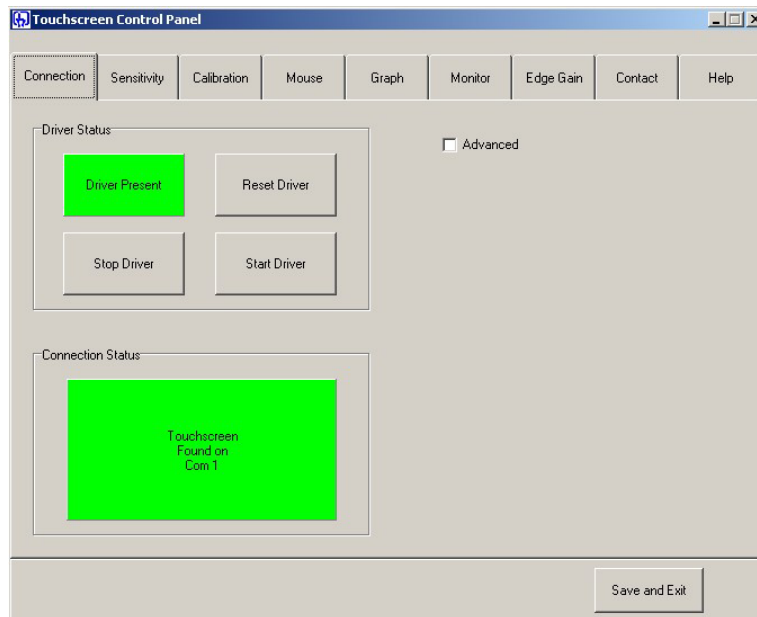 Touchscreen Control Panel
Connection Sensitivity Calibration Mouse Graph Monitor Edge Gain Contact Help
Driver Status
Advanced
Driver Present Reset Driver
Stop Driver Start Driver
Connection Status
Touchscreen
Found on
Com 1
Save and Exit